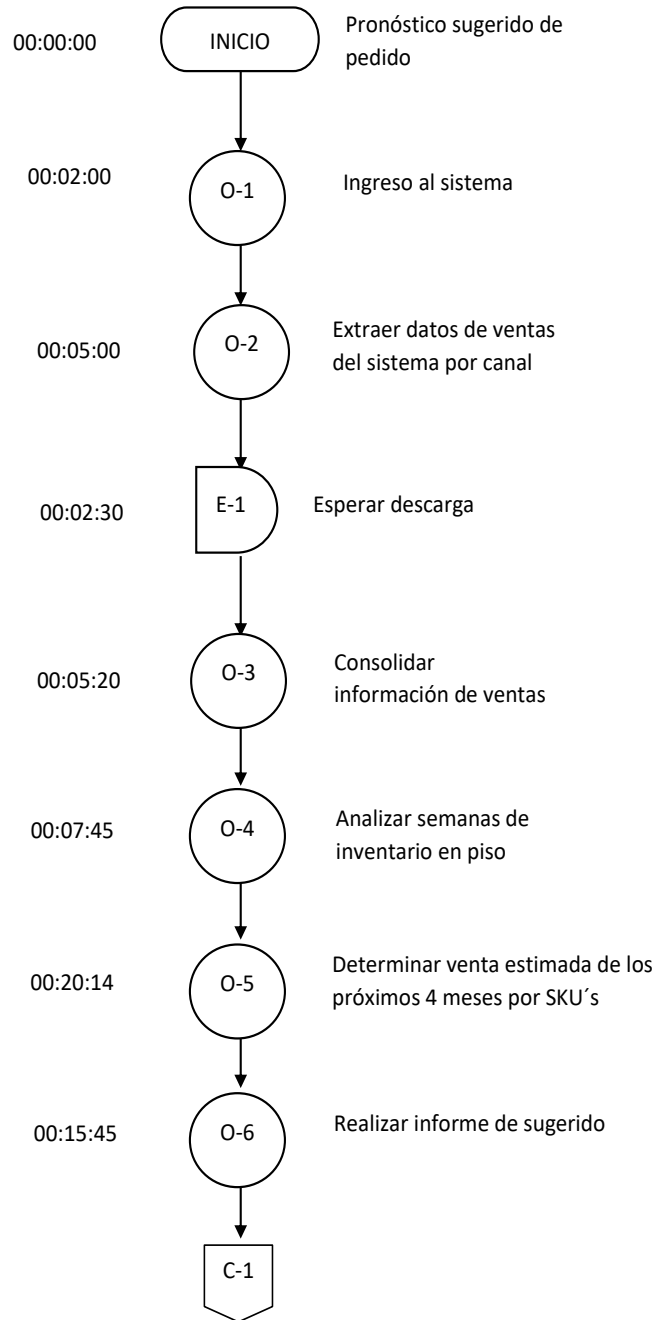 00:00:00
INICIO
Pronóstico sugerido de
pedido
00:02:00
O-1
Ingreso al sistema
00:05:00
O-2
Extraer datos de ventas
del sistema por canal
00:02:30
E-1
Esperar descarga
00:05:20
O-3
Consolidar
información de ventas
00:07:45
O-4
Analizar semanas de
inventario en piso
00:20:14
O-5
Determinar venta estimada de los
próximos 4 meses por SKU´s
00:15:45
O-6
Realizar informe de sugerido
C-1